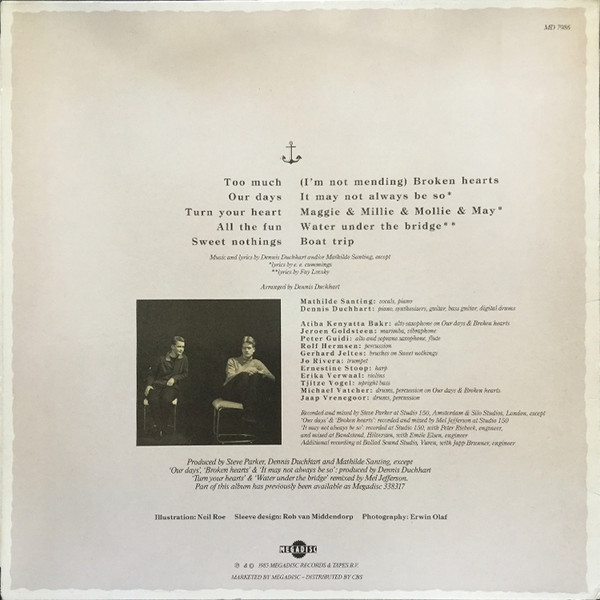 MD 7986
Too much (I'm not mending) Broken hearts
Our days It may not always be so*
Turn your heart Maggie & Millie & Mollie & May*
All the fun Water under the bridge**
Sweet nothings Boat trip
Music and lyrics by Dennis Duchhart and/or Mathilde Santing, except
*lyrics by e. e. cummings
**lyrics by Fay Lovsky
Arranged by Dennis Duchhart
Mathilde Santing: vocals, piano
Dennis Duchhart: piano, synthesizers, guitar, bass guitar, digital drums
Atiba Kenyatta Bakr: alto saxophone on Our days & Broken hearts
Jeroen Goldsteen: marimba, vibraphone
Peter Guidi: alto and soprano saxophone, flute
Rolf Hermsen: percussion
Gerhard Jeltes: brushes on Sweet nothings
Jo Rivera: trumpet
Ernestine Stoop: harp
Erika Verwaal: violins
Tjitze Vogel: upright bass
Michael Vatcher: drums, percussion on Our days & Broken hearts
Jaap Vrenegoor: drums, percussion
Recorded and mixed by Steve Parker at Studio 150, Amsterdam & Silo Studios, London, except
'Our days' & 'Broken hearts': recorded and mixed by Mel Jefferson at Studio 150
'It may not always be so' recorded at Studio 150, with Peter engineer,
and mixed at Bandstand, Hilversum, with Emile Elsen, engineer
Additional recording at Ballad Sound Studio, Vuren, with Jupp Bronner, engineer
Produced by Steve Parker, Dennis Duchhart and Mathilde Santing, except
'Our days', 'Broken hearts' & 'It may not always be so': produced by Dennis Duchhart
'Turn your hearts' & 'Water under the bridge' remixed by Mel Jefferson.
Part of this album has previously been available as Megadisc 338317
Illustration: Neil Roe Sleeve design: Rob van Middendorp Photography: Erwin Olaf
MEGADISC
℗ & © 1985 MEGADISC RECORDS & TAPES B.V.
MARKETED BY MEGADISC - DISTRIBUTED BY CBS